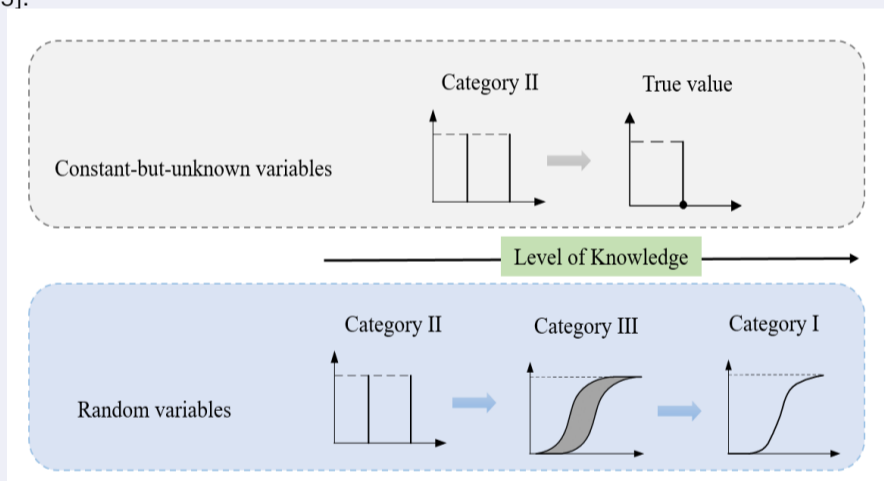 Category II
True value
Constant-but-unknown variables
Level of Knowledge
Category II
Category III
Category I
Random variables